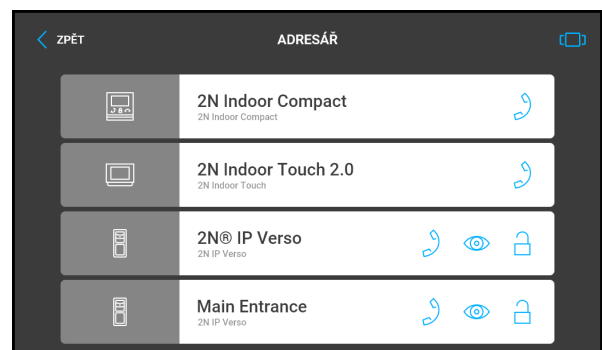 ZPĚT
ADRESÁŘ
2N Indoor Compact
2N Indoor Compact
2N Indoor Touch 2.0
2N Indoor Touch
2N® IP Verso
2N IP Verso
Main Entrance
2N IP Verso